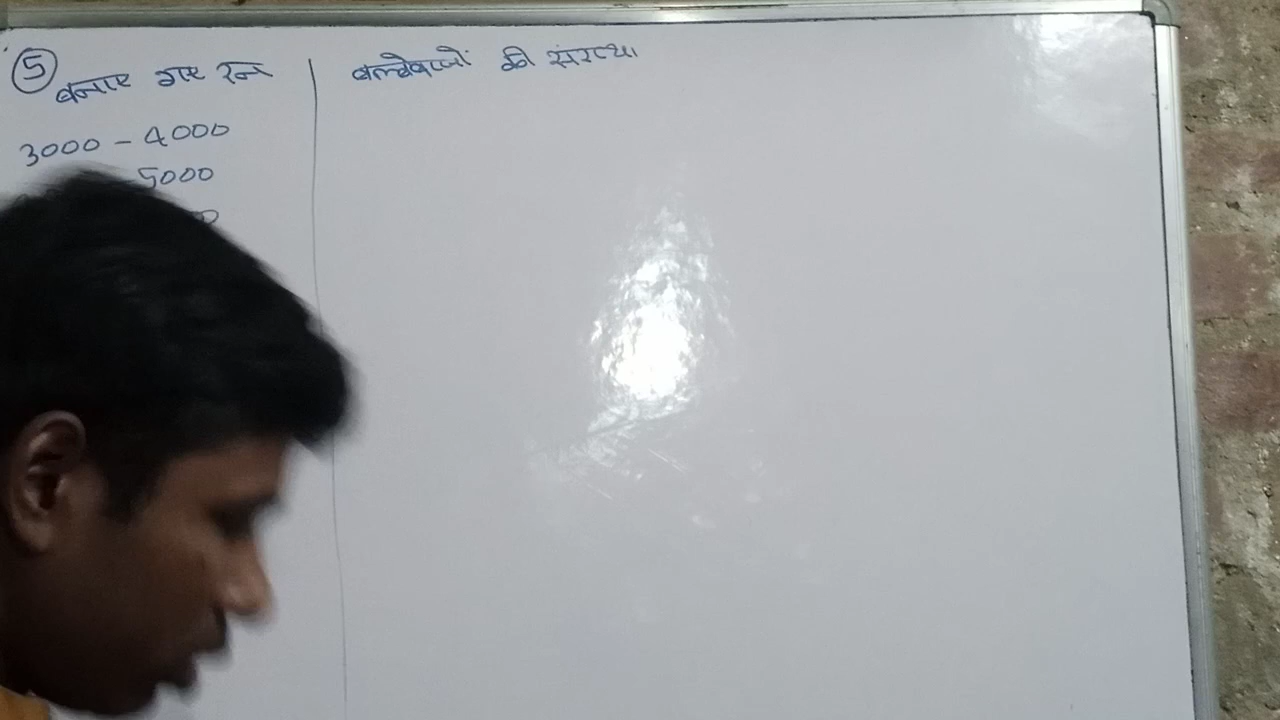 5
बनाए गए रन
बल्लेबाजों की संख्या
3000 - 4000
5000